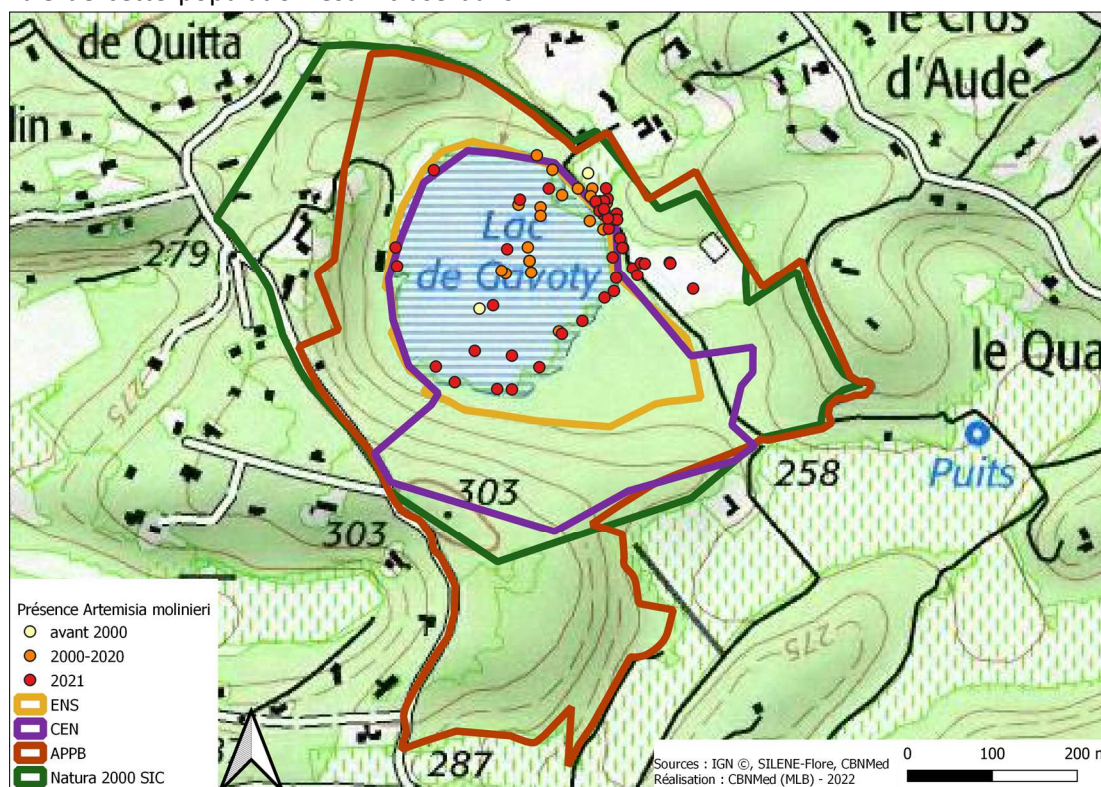 de Quitta
le Cros
d'Aude
lin
279
Lac
de Gavoty
le Qua
275
258
Puits
303
303
275
287
Présence Artemisia molinieri
avant 2000
2000-2020
2021
ENS
CEN
APPB
Natura 2000 SIC
Sources : IGN ©, SILENE-Flore, CBNMed
Réalisation : CBNMed (MLB) - 2022
0 100 200 m